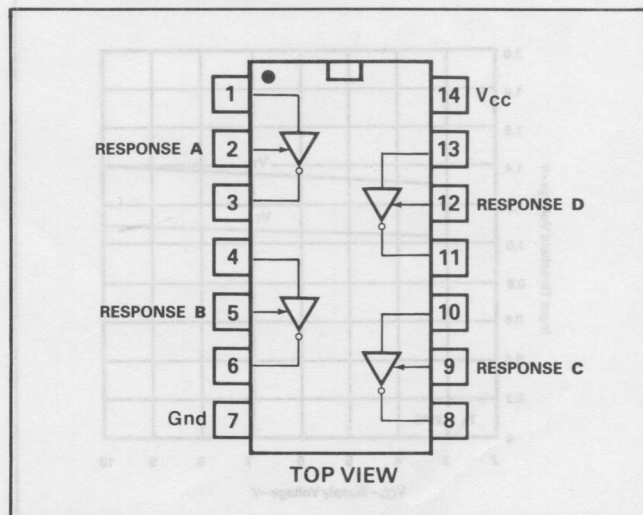 1
14 VCC
RESPONSE A 2
13
3
12 RESPONSE D
4
11
RESPONSE B 5
10
6
9 RESPONSE C
Gnd 7
8
TOP VIEW